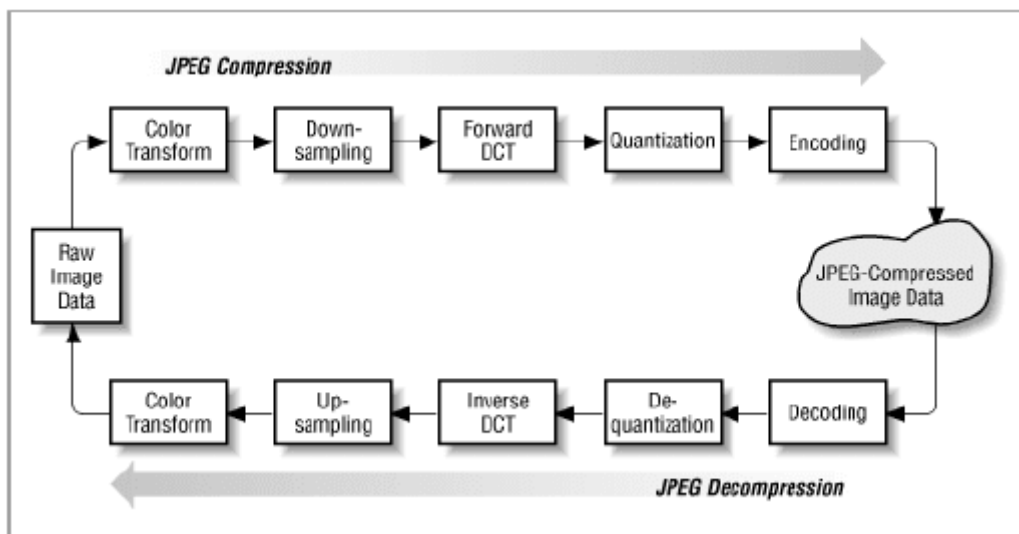 JPEG Compression
Color
Transform
Down-
sampling
Forward
DCT
Quantization
Encoding
Raw
Image
Data
JPEG-Compressed
Image Data
Color
Transform
Up-
sampling
Inverse
DCT
De-
quantization
Decoding
JPEG Decompression